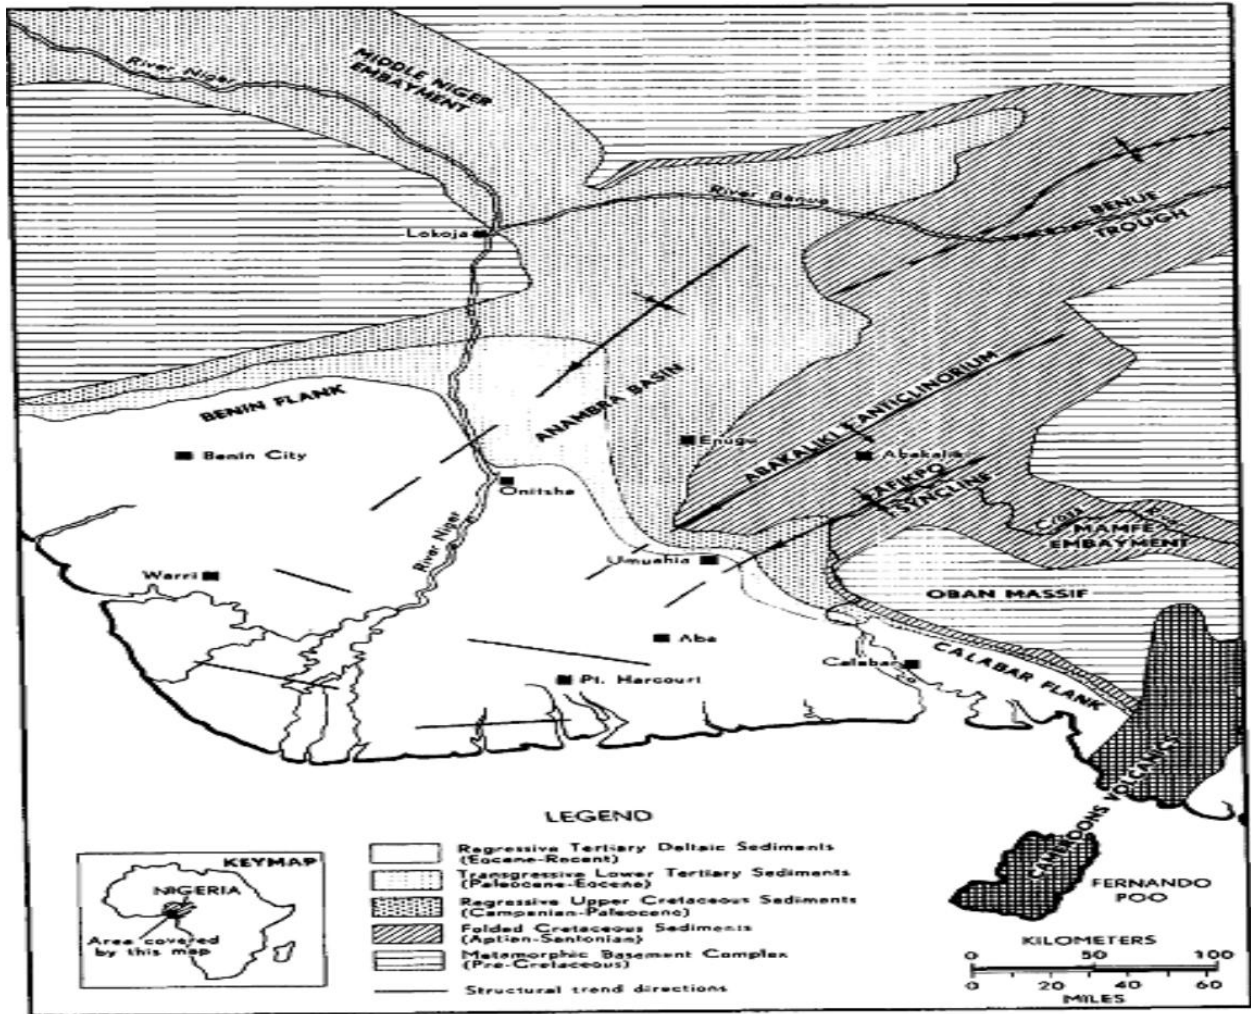 River Niger
MIDDLE NIGER
EMBAYMENT
River Benue
BENUE
TROUGH
Lokoja
BENIN FLANK
ANAMBRA BASIN
ABAKALIKI ANTICLINORIUM
Benin City
Enugu
Abakaliki
AFIKPO
SYNCLINE
Onitsha
Cross River
MAMFE
EMBAYMENT
River Niger
Umuahia
Warri
OBAN MASSIF
Aba
Calabar
CALABAR FLANK
Pt. Harcourt
CAMEROONS VOLCANICS
FERNANDO
POO
LEGEND
Regressive Tertiary Deltaic Sediments
(Eocene-Recent)
Transgressive Lower Tertiary Sediments
(Paleocene-Eocene)
Regressive Upper Cretaceous Sediments
(Campanian-Paleocene)
Folded Cretaceous Sediments
(Aptian-Santonian)
Metamorphic Basement Complex
(Pre-Cretaceous)
Structural trend directions
KEYMAP
NIGERIA
Area covered
by this map
KILOMETERS
0 50 100
0 20 40 60
MILES